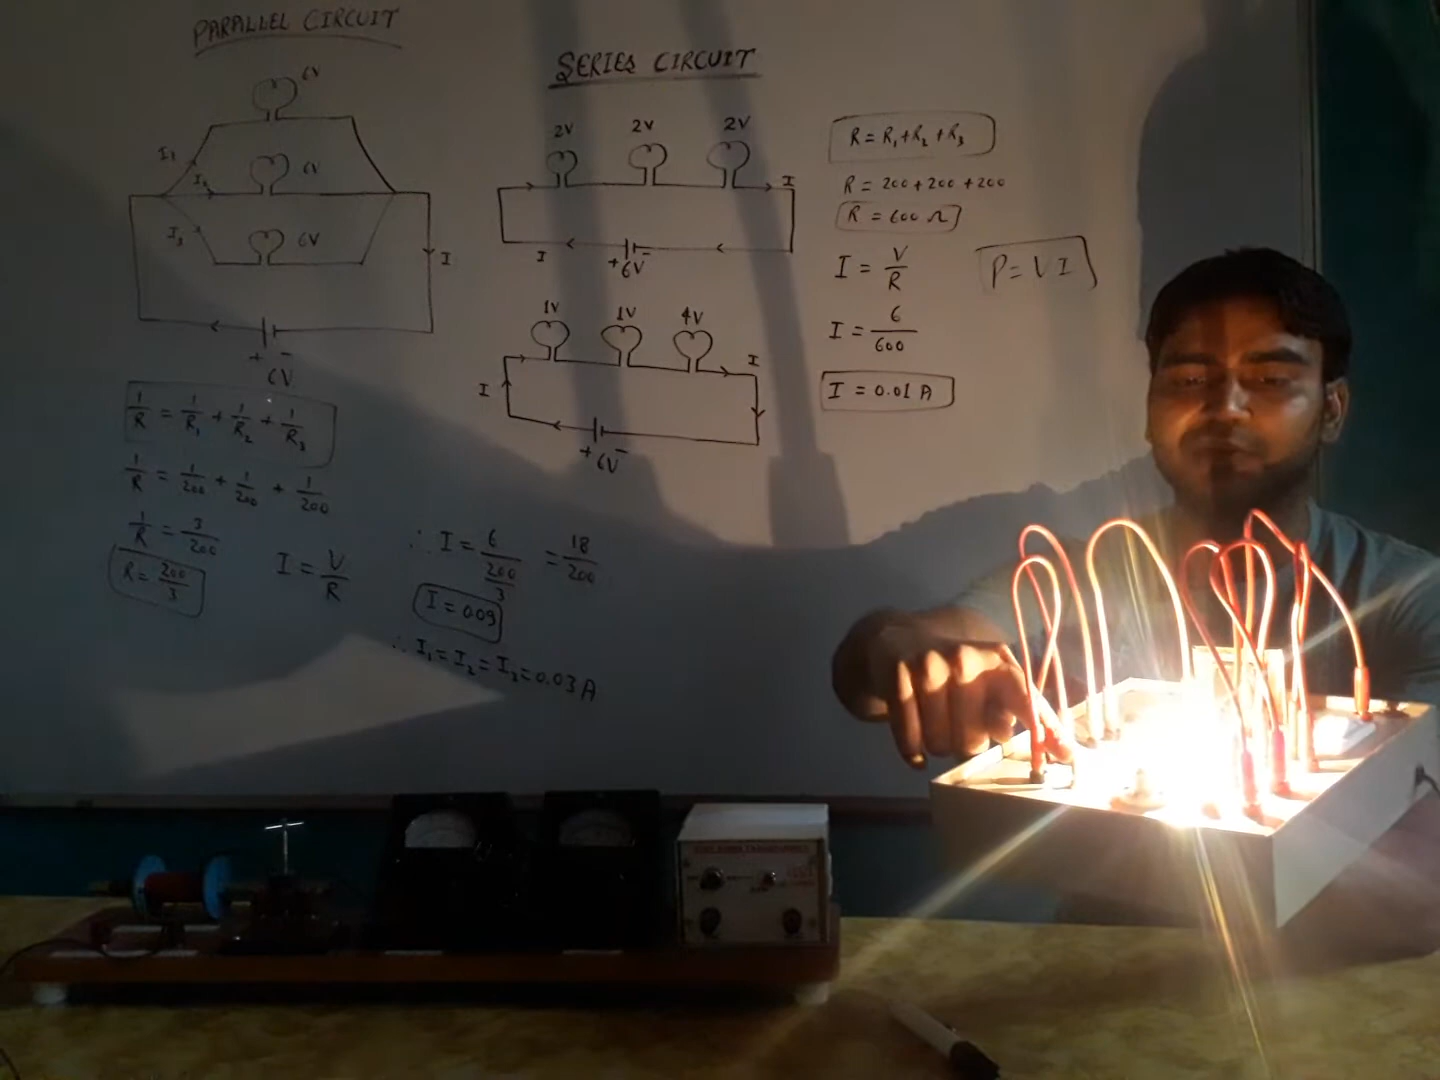 PARALLEL CIRCUIT
6V
I1
I2
6V
I3
6V
I
+ -
6V
1/R = 1/R1 + 1/R2 + 1/R3
1/R = 1/200 + 1/200 + 1/200
1/R = 3/200
R = 200/3
I = V/R
∴ I = 6/(200/3) = 18/200
I = 0.09
∴ I1 = I2 = I3 = 0.03 A
SERIES CIRCUIT
2V 2V 2V
I
I
+ 6V -
1V 1V 4V
I
I
+ 6V -
R = R1 + R2 + R3
R = 200 + 200 + 200
R = 600 Ω
I = V/R
P = VI
I = 6/600
I = 0.01 A